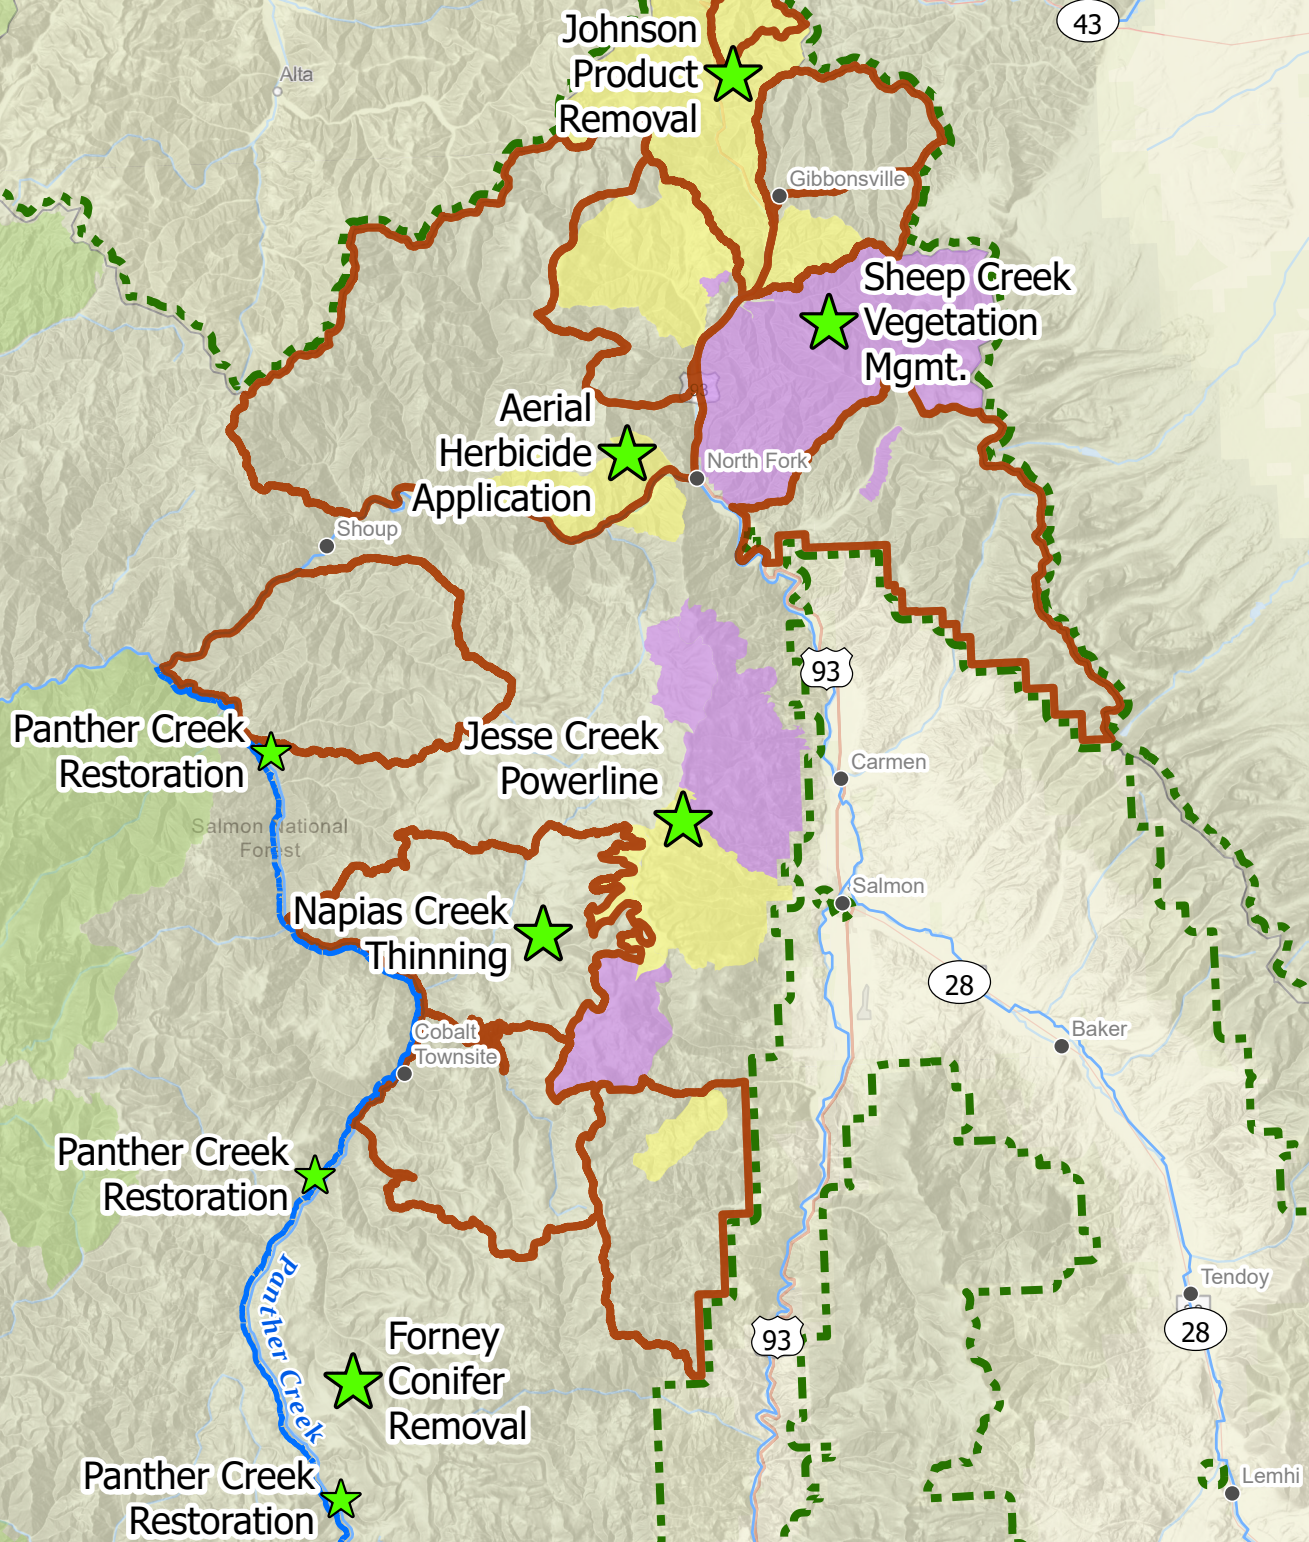 43
Johnson
Product
Removal
Alta
Gibbonsville
Sheep Creek
Vegetation
Mgmt.
93
Aerial
Herbicide
Application
North Fork
Shoup
93
Panther Creek
Restoration
Jesse Creek
Powerline
Carmen
Salmon National
Forest
Salmon
Napias Creek
Thinning
28
Cobalt
Townsite
Baker
Panther Creek
Restoration
Panther Creek
Tendoy
28
93
Forney
Conifer
Removal
Panther Creek
Restoration
Lemhi